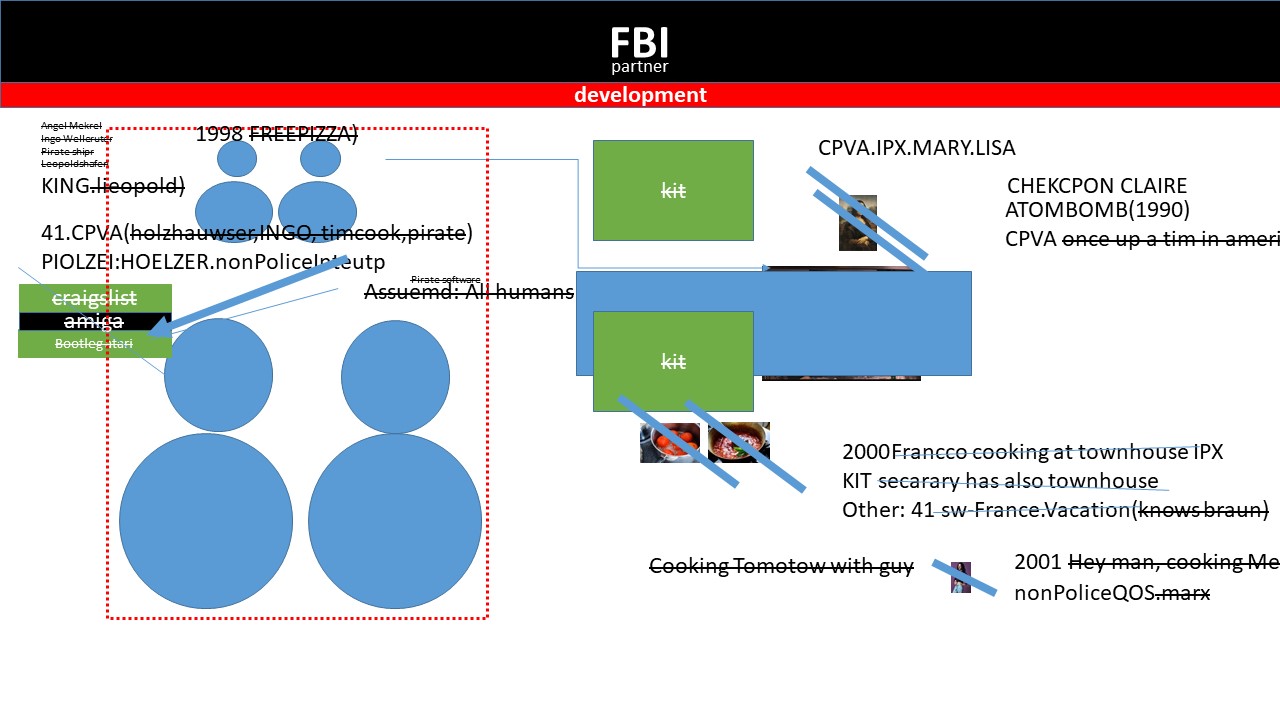 FBI
partner
development
Angel Mekrel
Ingo Welleruter
Pirate shipr
Leopoldshafen
1998 FREEPIZZA)
KING.lieopold)
41.CPVA(holzhauwser,INGO, timcook,pirate)
PIOLZEI:HOELZER.nonPoliceInteutp
Pirate software
Assuemd: All humans
craigslist
amiga
Bootleg atari
kit
kit
CPVA.IPX.MARY.LISA
CHEKCPON CLAIRE
ATOMBOMB(1990)
CPVA once up a tim in ameri
2000Francco cooking at townhouse IPX
KIT secarary has also townhouse
Other: 41 sw-France.Vacation(knows braun)
Cooking Tomotow with guy
2001 Hey man, cooking Me
nonPoliceQOS.marx